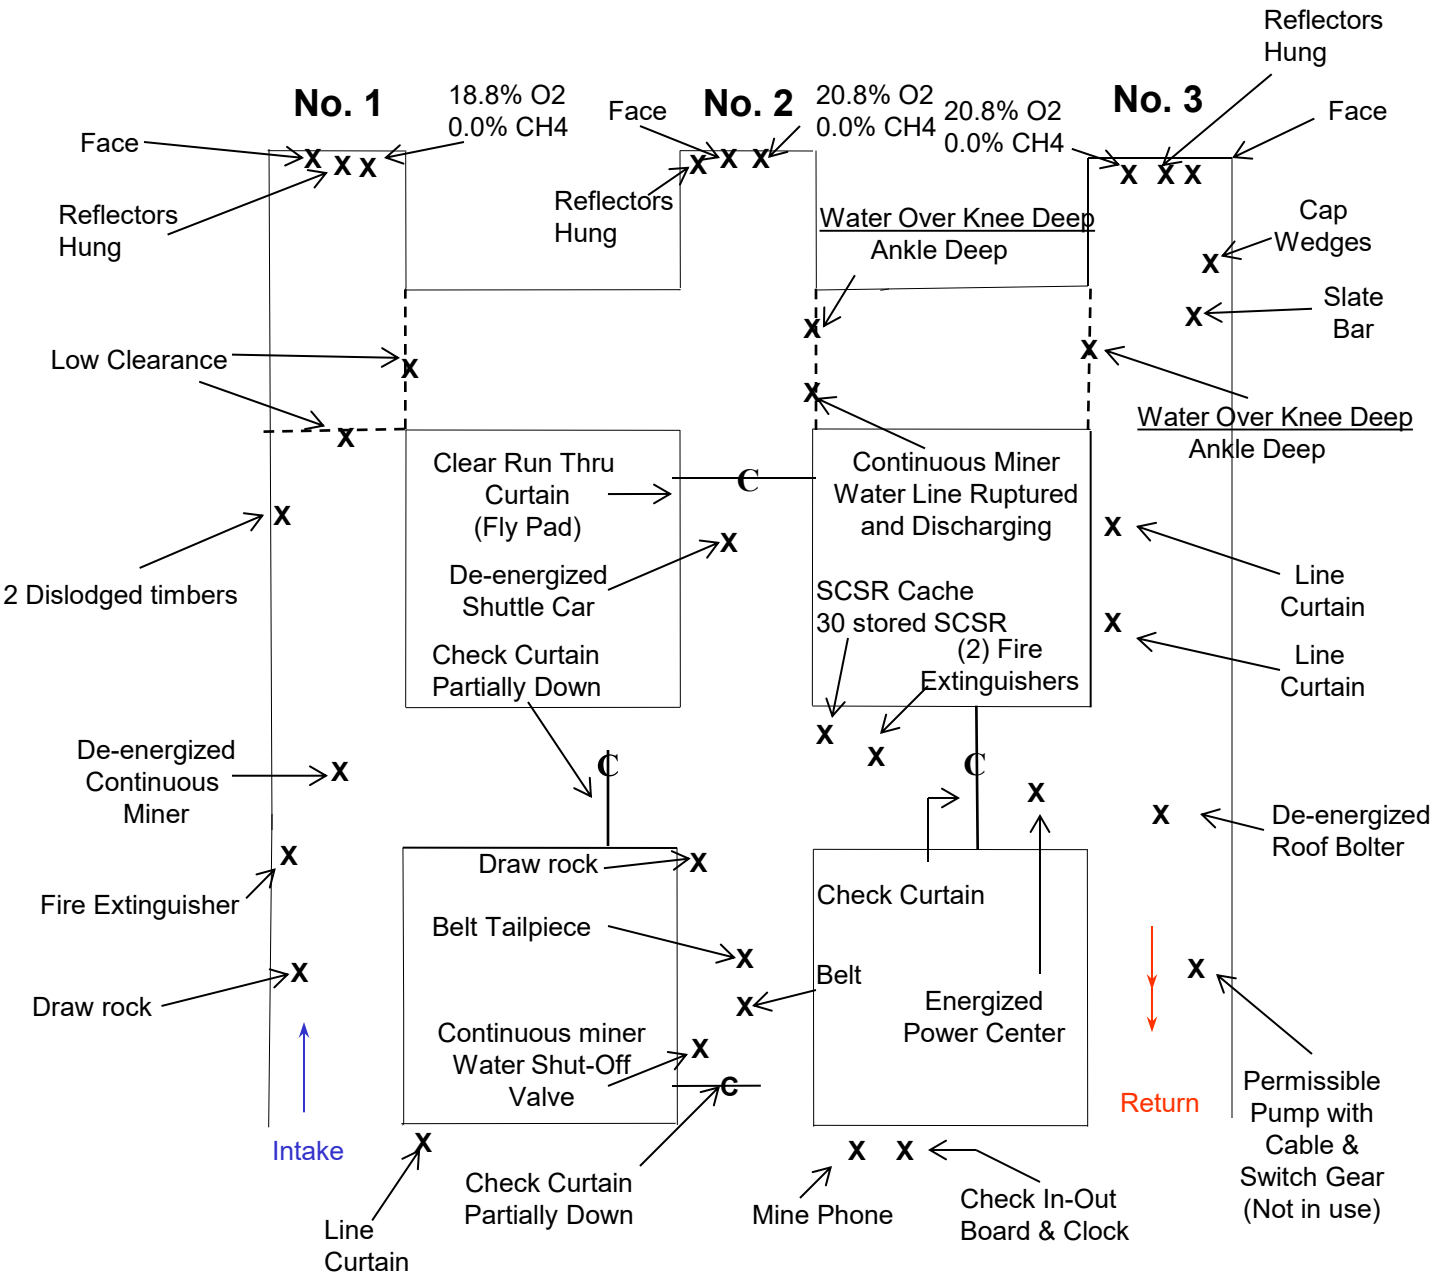 Reflectors
Hung
No. 1
18.8% O2
0.0% CH4
Face
No. 2
20.8% O2
0.0% CH4
20.8% O2
0.0% CH4
No. 3
Face
Face
X
X
X
X
X
X
X
X
X
Reflectors
Hung
Reflectors
Hung
Water Over Knee Deep
Ankle Deep
Cap
Wedges
X
Slate
Bar
X
X
Low Clearance
X
X
X
X
X
Water Over Knee Deep
Ankle Deep
Clear Run Thru
Curtain
(Fly Pad)
C
Continuous Miner
Water Line Ruptured
and Discharging
X
X
X
2 Dislodged timbers
De-energized
Shuttle Car
SCSR Cache
30 stored SCSR
Line
Curtain
X
Check Curtain
Partially Down
(2) Fire
Extinguishers
Line
Curtain
De-energized
Continuous
Miner
X
C
X
X
C
X
X
De-energized
Roof Bolter
X
Draw rock
X
Fire Extinguisher
Check Curtain
Belt Tailpiece
X
X
Draw rock
X
Belt
X
Energized
Power Center
Continuous miner
Water Shut-Off
Valve
X
C
Return
Permissible
Pump with
Cable &
Switch Gear
(Not in use)
Intake
X
X
X
Check Curtain
Partially Down
Mine Phone
Check In-Out
Board & Clock
Line
Curtain